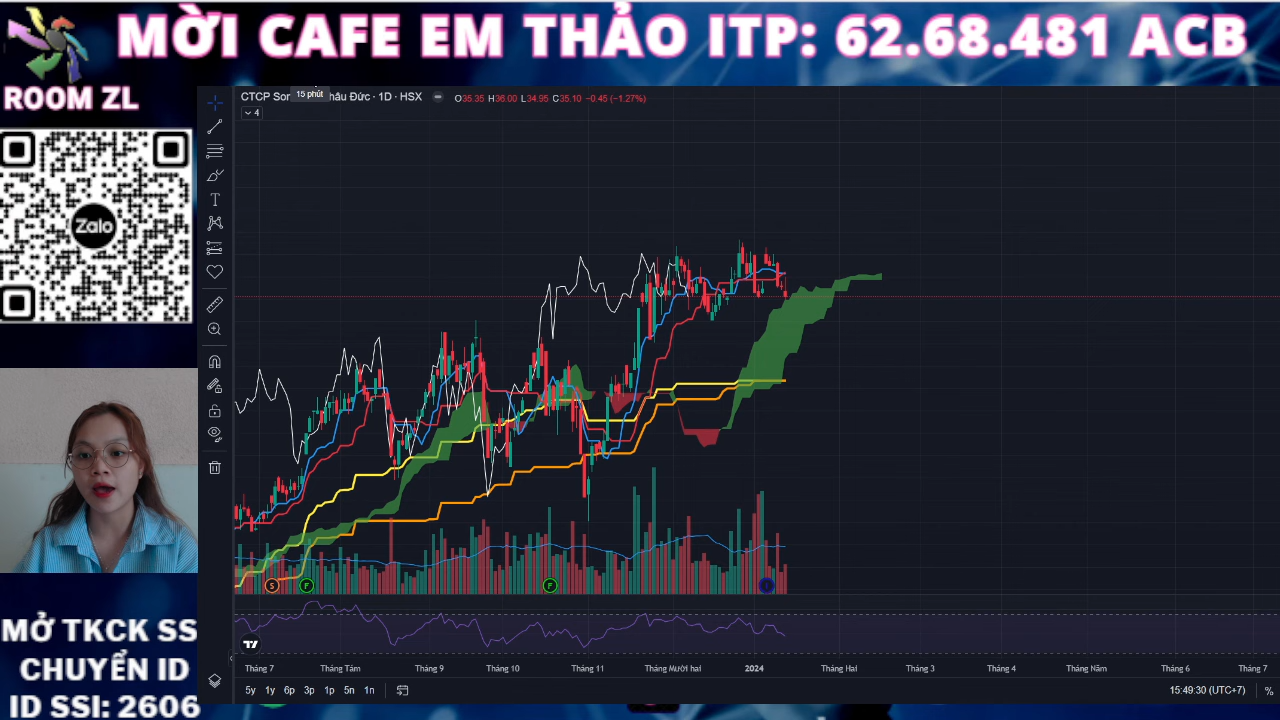 MỜI CAFE EM THẢO ITP: 62.68.481 ACB
ROOM ZL
Zalo
CTCP Son
15 phút
hâu Đức · 1D · HSX
O35.35 H36.00 L34.95 C35.10 −0.45 (−1.27%)
4
S
F
F
Tháng 7
Tháng Tám
Tháng 9
Tháng 10
Tháng 11
Tháng Mười hai
2024
Tháng Hai
Tháng 3
Tháng 4
Tháng Năm
Tháng 6
Tháng 7
5y 1y 6p 3p 1p 5n 1n
15:49:30 (UTC+7)
%
MỞ TKCK SS
CHUYỂN ID
ID SSI: 2606